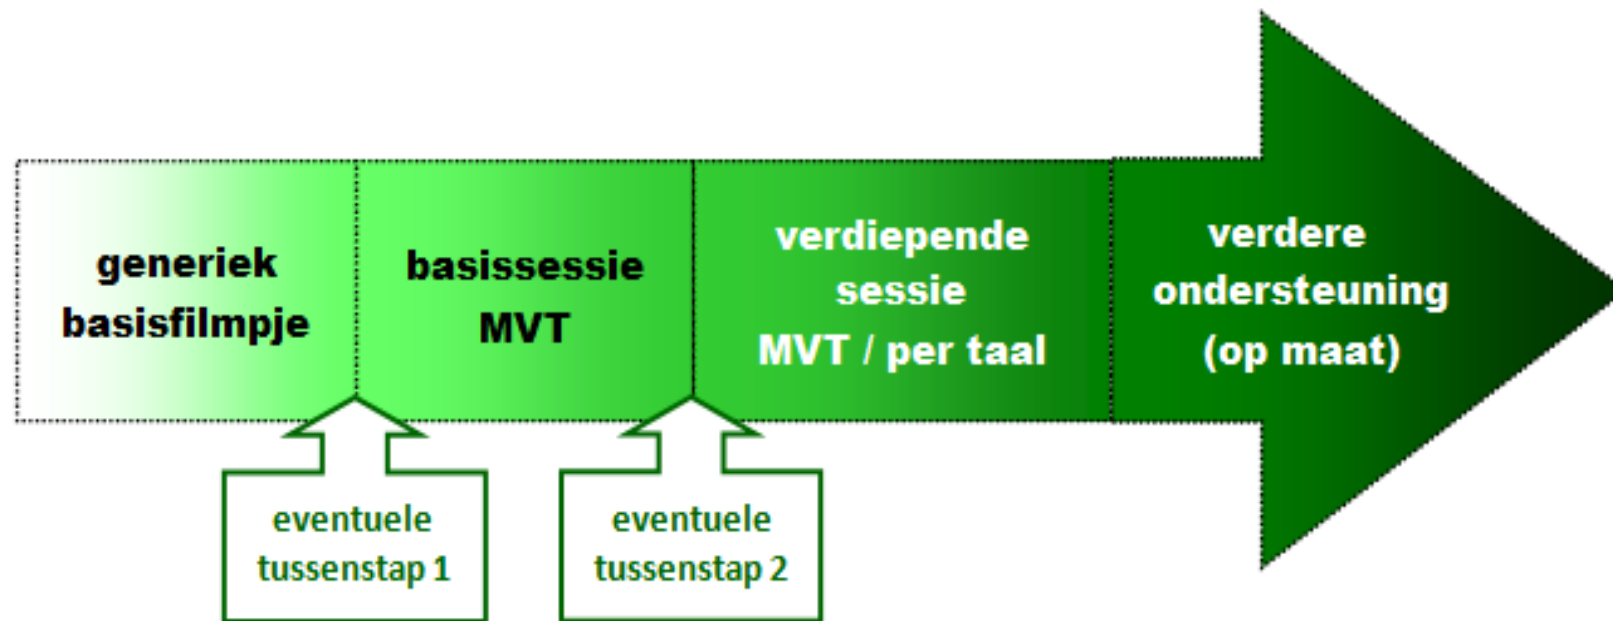 generiek
basisfilmpje
basissessie
MVT
verdiepende
sessie
MVT / per taal
verdere
ondersteuning
(op maat)
eventuele
tussenstap 1
eventuele
tussenstap 2